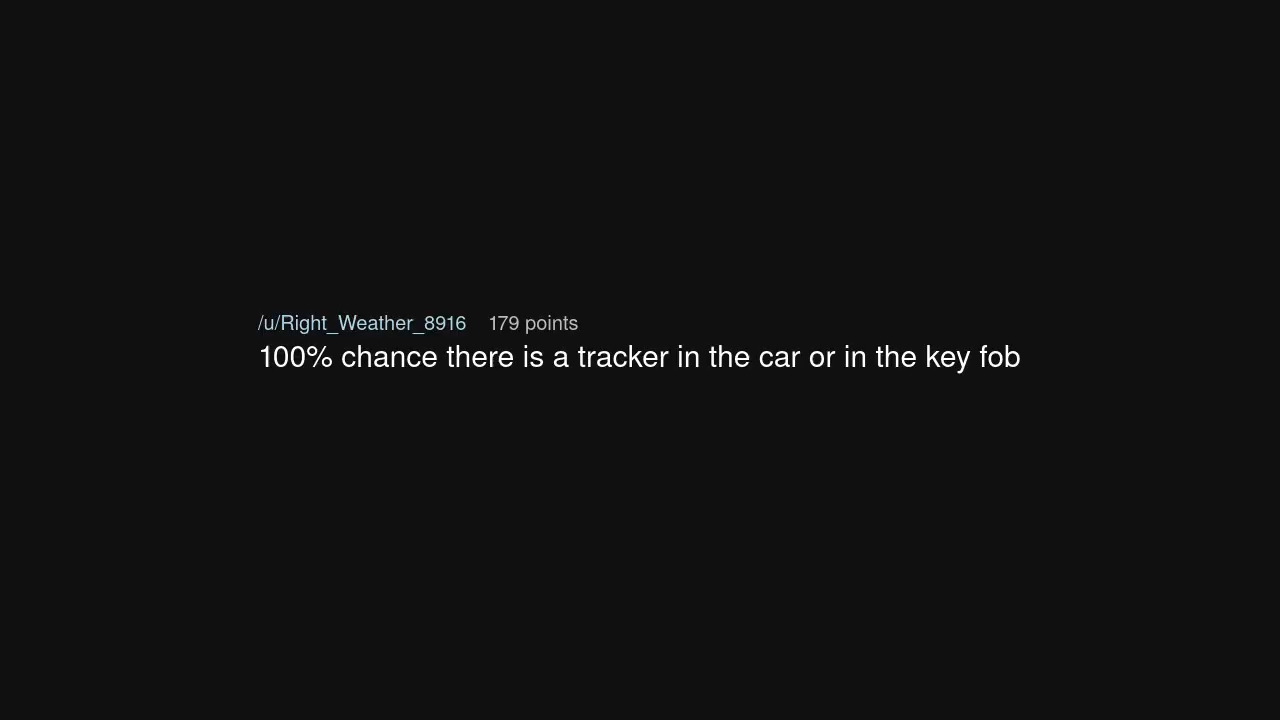 /u/Right_Weather_8916 179 points
100% chance there is a tracker in the car or in the key fob